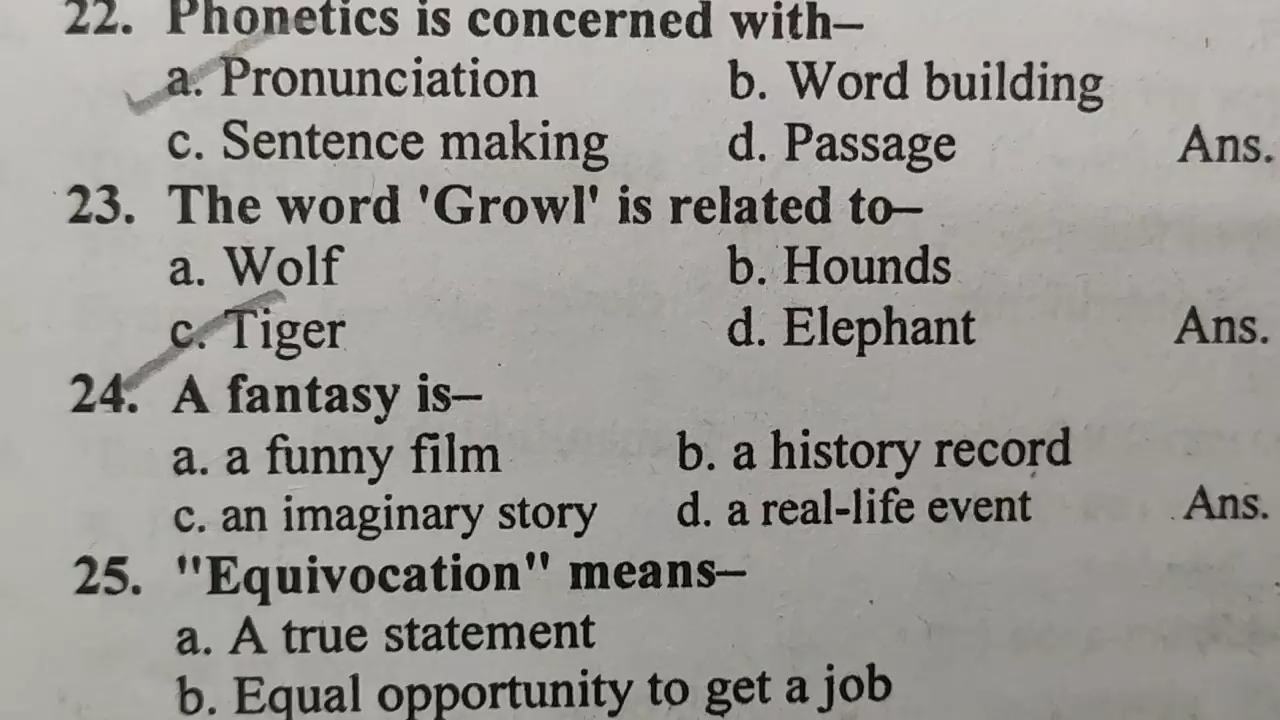 22. Phonetics is concerned with–
a. Pronunciation b. Word building
c. Sentence making d. Passage Ans.
23. The word 'Growl' is related to–
a. Wolf b. Hounds
c. Tiger d. Elephant Ans.
24. A fantasy is–
a. a funny film b. a history record
c. an imaginary story d. a real-life event Ans.
25. "Equivocation" means–
a. A true statement
b. Equal opportunity to get a job